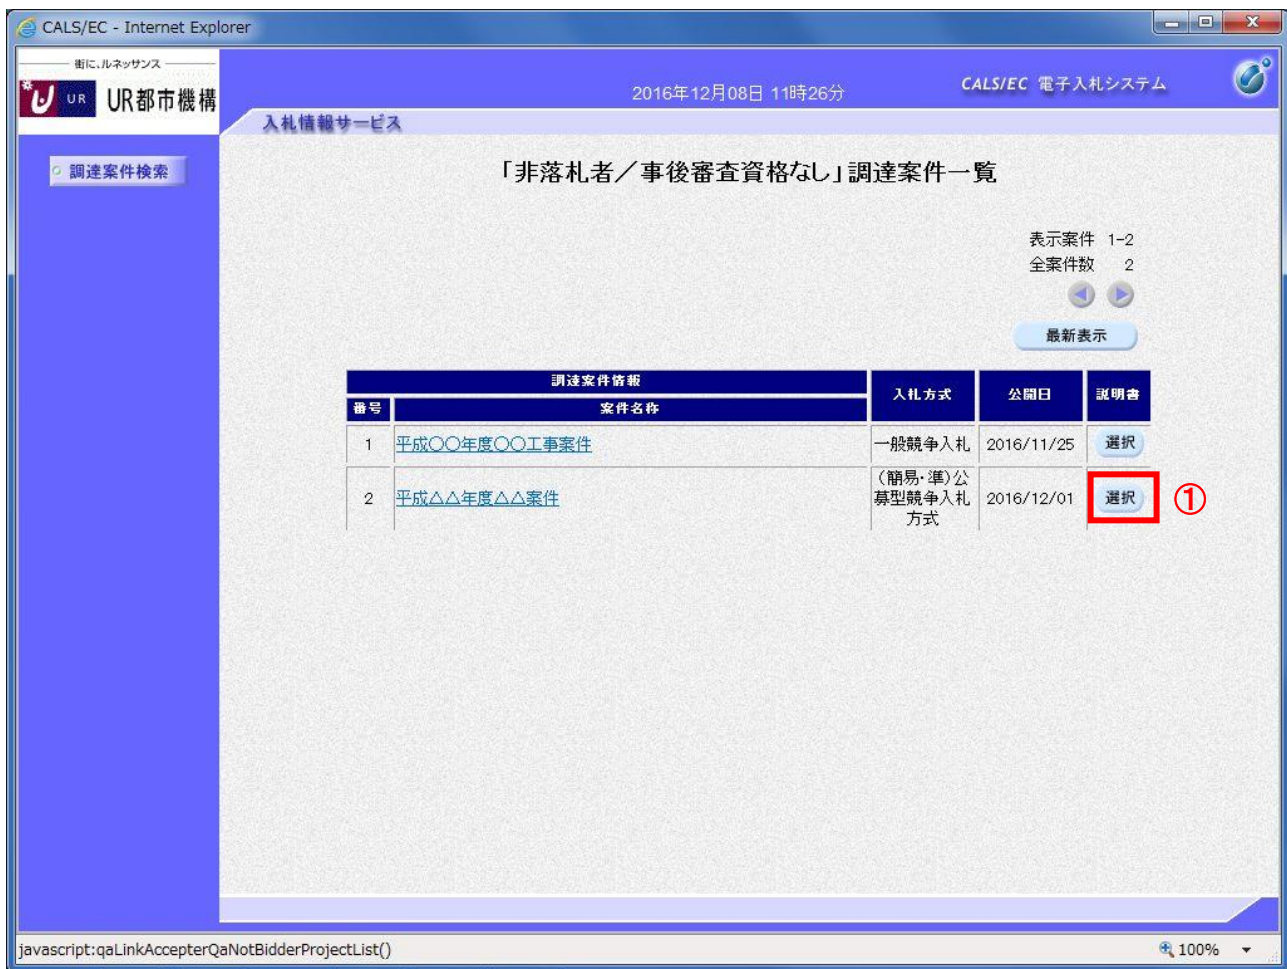 CALS/EC - Internet Explorer
街に、ルネッサンス
UR UR都市機構
2016年12月08日 11時26分
CALS/EC 電子入札システム
入札情報サービス
調達案件検索
「非落札者／事後審査資格なし」調達案件一覧
表示案件 1-2
全案件数 2
最新表示
調達案件情報 入札方式 公開日 説明書
番号 案件名称
1 平成〇〇年度〇〇工事案件 一般競争入札 2016/11/25 選択
2 平成△△年度△△案件 (簡易・準)公募型競争入札方式 2016/12/01 選択 ①
javascript:qaLinkAccepterQaNotBidderProjectList()
100%